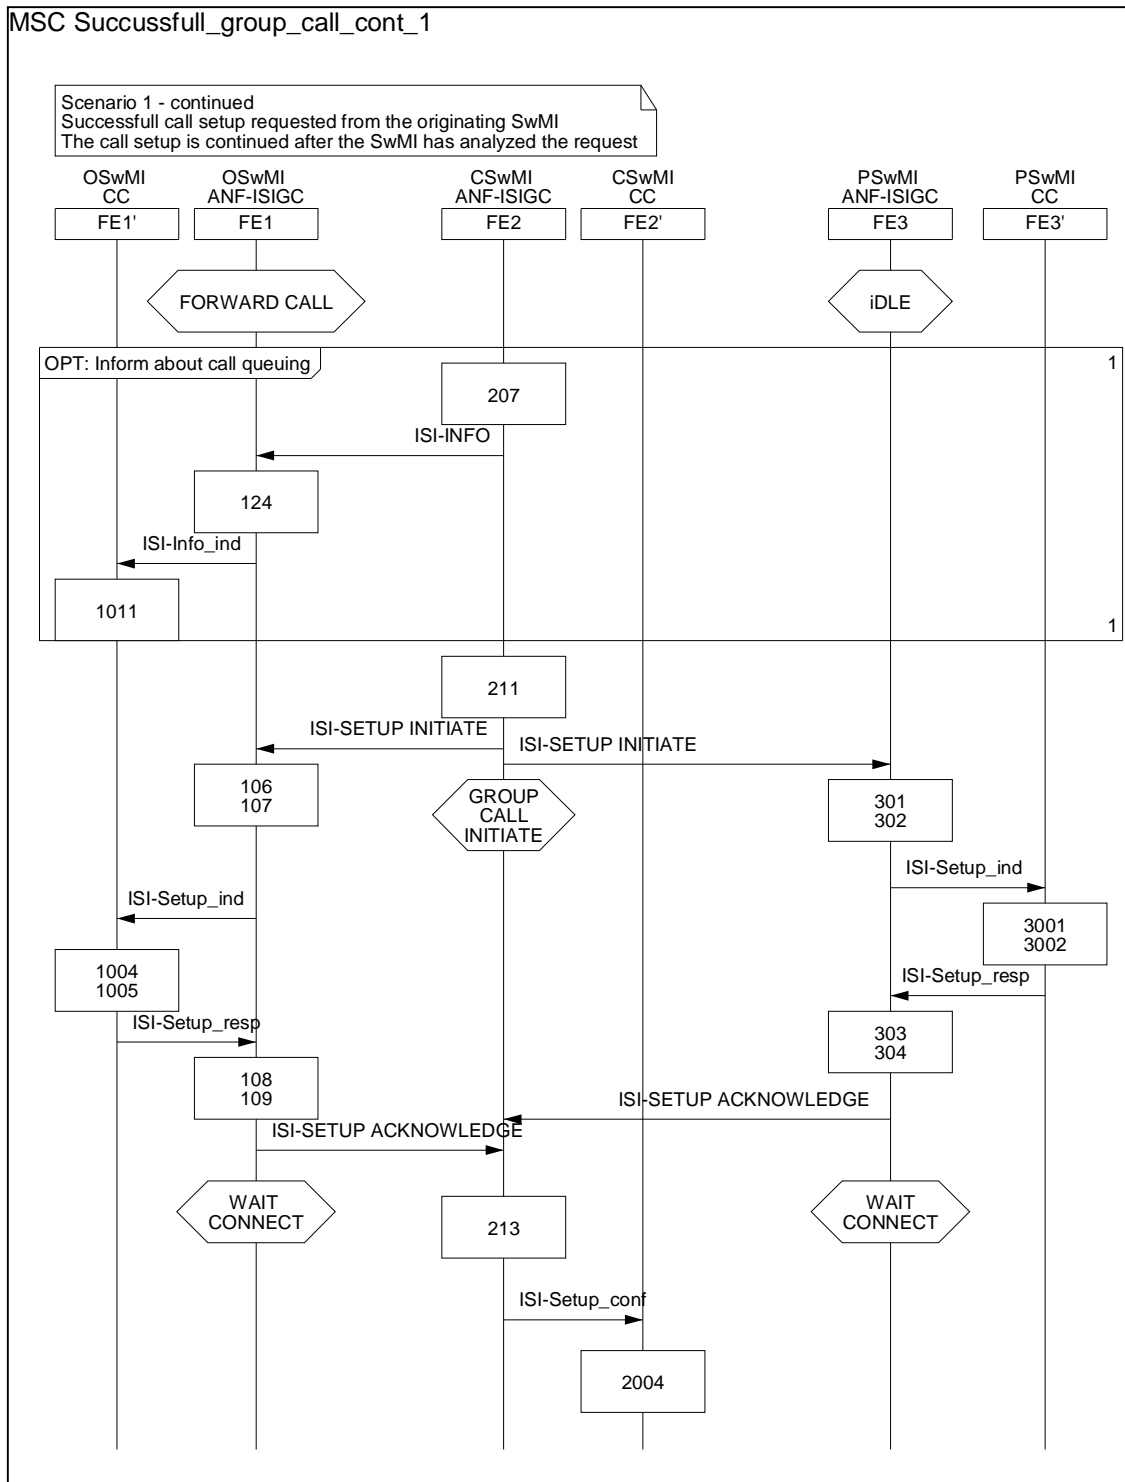 MSC Succussfull_group_call_cont_1
Scenario 1 - continued
Successfull call setup requested from the originating SwMI
The call setup is continued after the SwMI has analyzed the request
OSwMI
CC
FE1'
OSwMI
ANF-ISIGC
FE1
CSwMI
ANF-ISIGC
FE2
CSwMI
CC
FE2'
PSwMI
ANF-ISIGC
FE3
PSwMI
CC
FE3'
FORWARD CALL
iDLE
OPT: Inform about call queuing
1
207
ISI-INFO
124
ISI-Info_ind
1011
1
211
ISI-SETUP INITIATE
ISI-SETUP INITIATE
106
107
GROUP
CALL
INITIATE
301
302
ISI-Setup_ind
ISI-Setup_ind
3001
3002
1004
1005
ISI-Setup_resp
ISI-Setup_resp
303
304
108
109
ISI-SETUP ACKNOWLEDGE
ISI-SETUP ACKNOWLEDGE
WAIT
CONNECT
213
WAIT
CONNECT
ISI-Setup_conf
2004